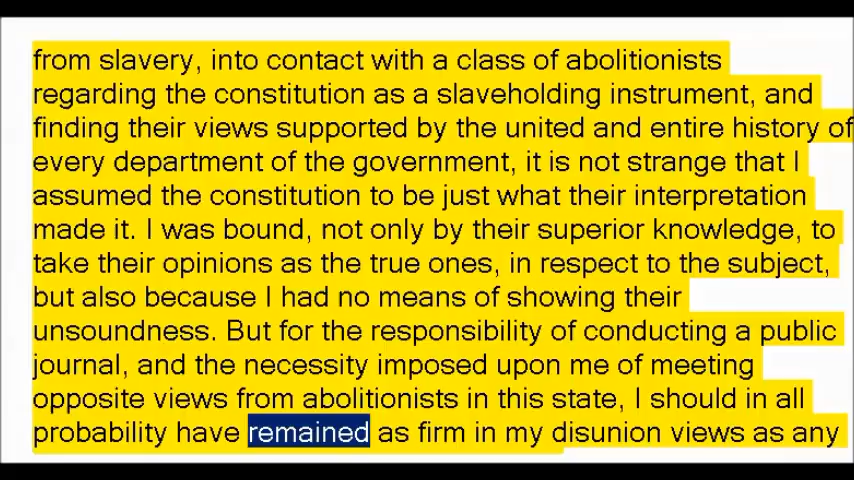 from slavery, into contact with a class of abolitionists
regarding the constitution as a slaveholding instrument, and
finding their views supported by the united and entire history of
every department of the government, it is not strange that I
assumed the constitution to be just what their interpretation
made it. I was bound, not only by their superior knowledge, to
take their opinions as the true ones, in respect to the subject,
but also because I had no means of showing their
unsoundness. But for the responsibility of conducting a public
journal, and the necessity imposed upon me of meeting
opposite views from abolitionists in this state, I should in all
probability have remained as firm in my disunion views as any